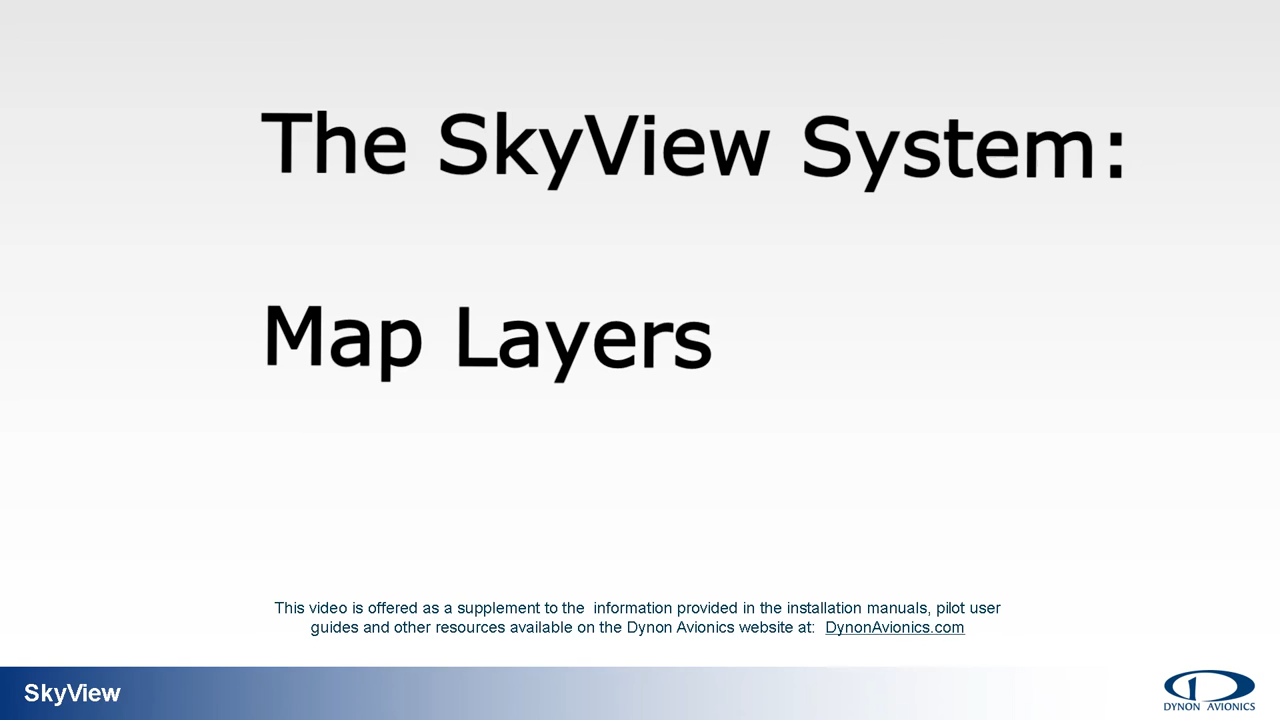 The SkyView System:
Map Layers
This video is offered as a supplement to the information provided in the installation manuals, pilot user
guides and other resources available on the Dynon Avionics website at: DynonAvionics.com
SkyView
DYNON AVIONICS